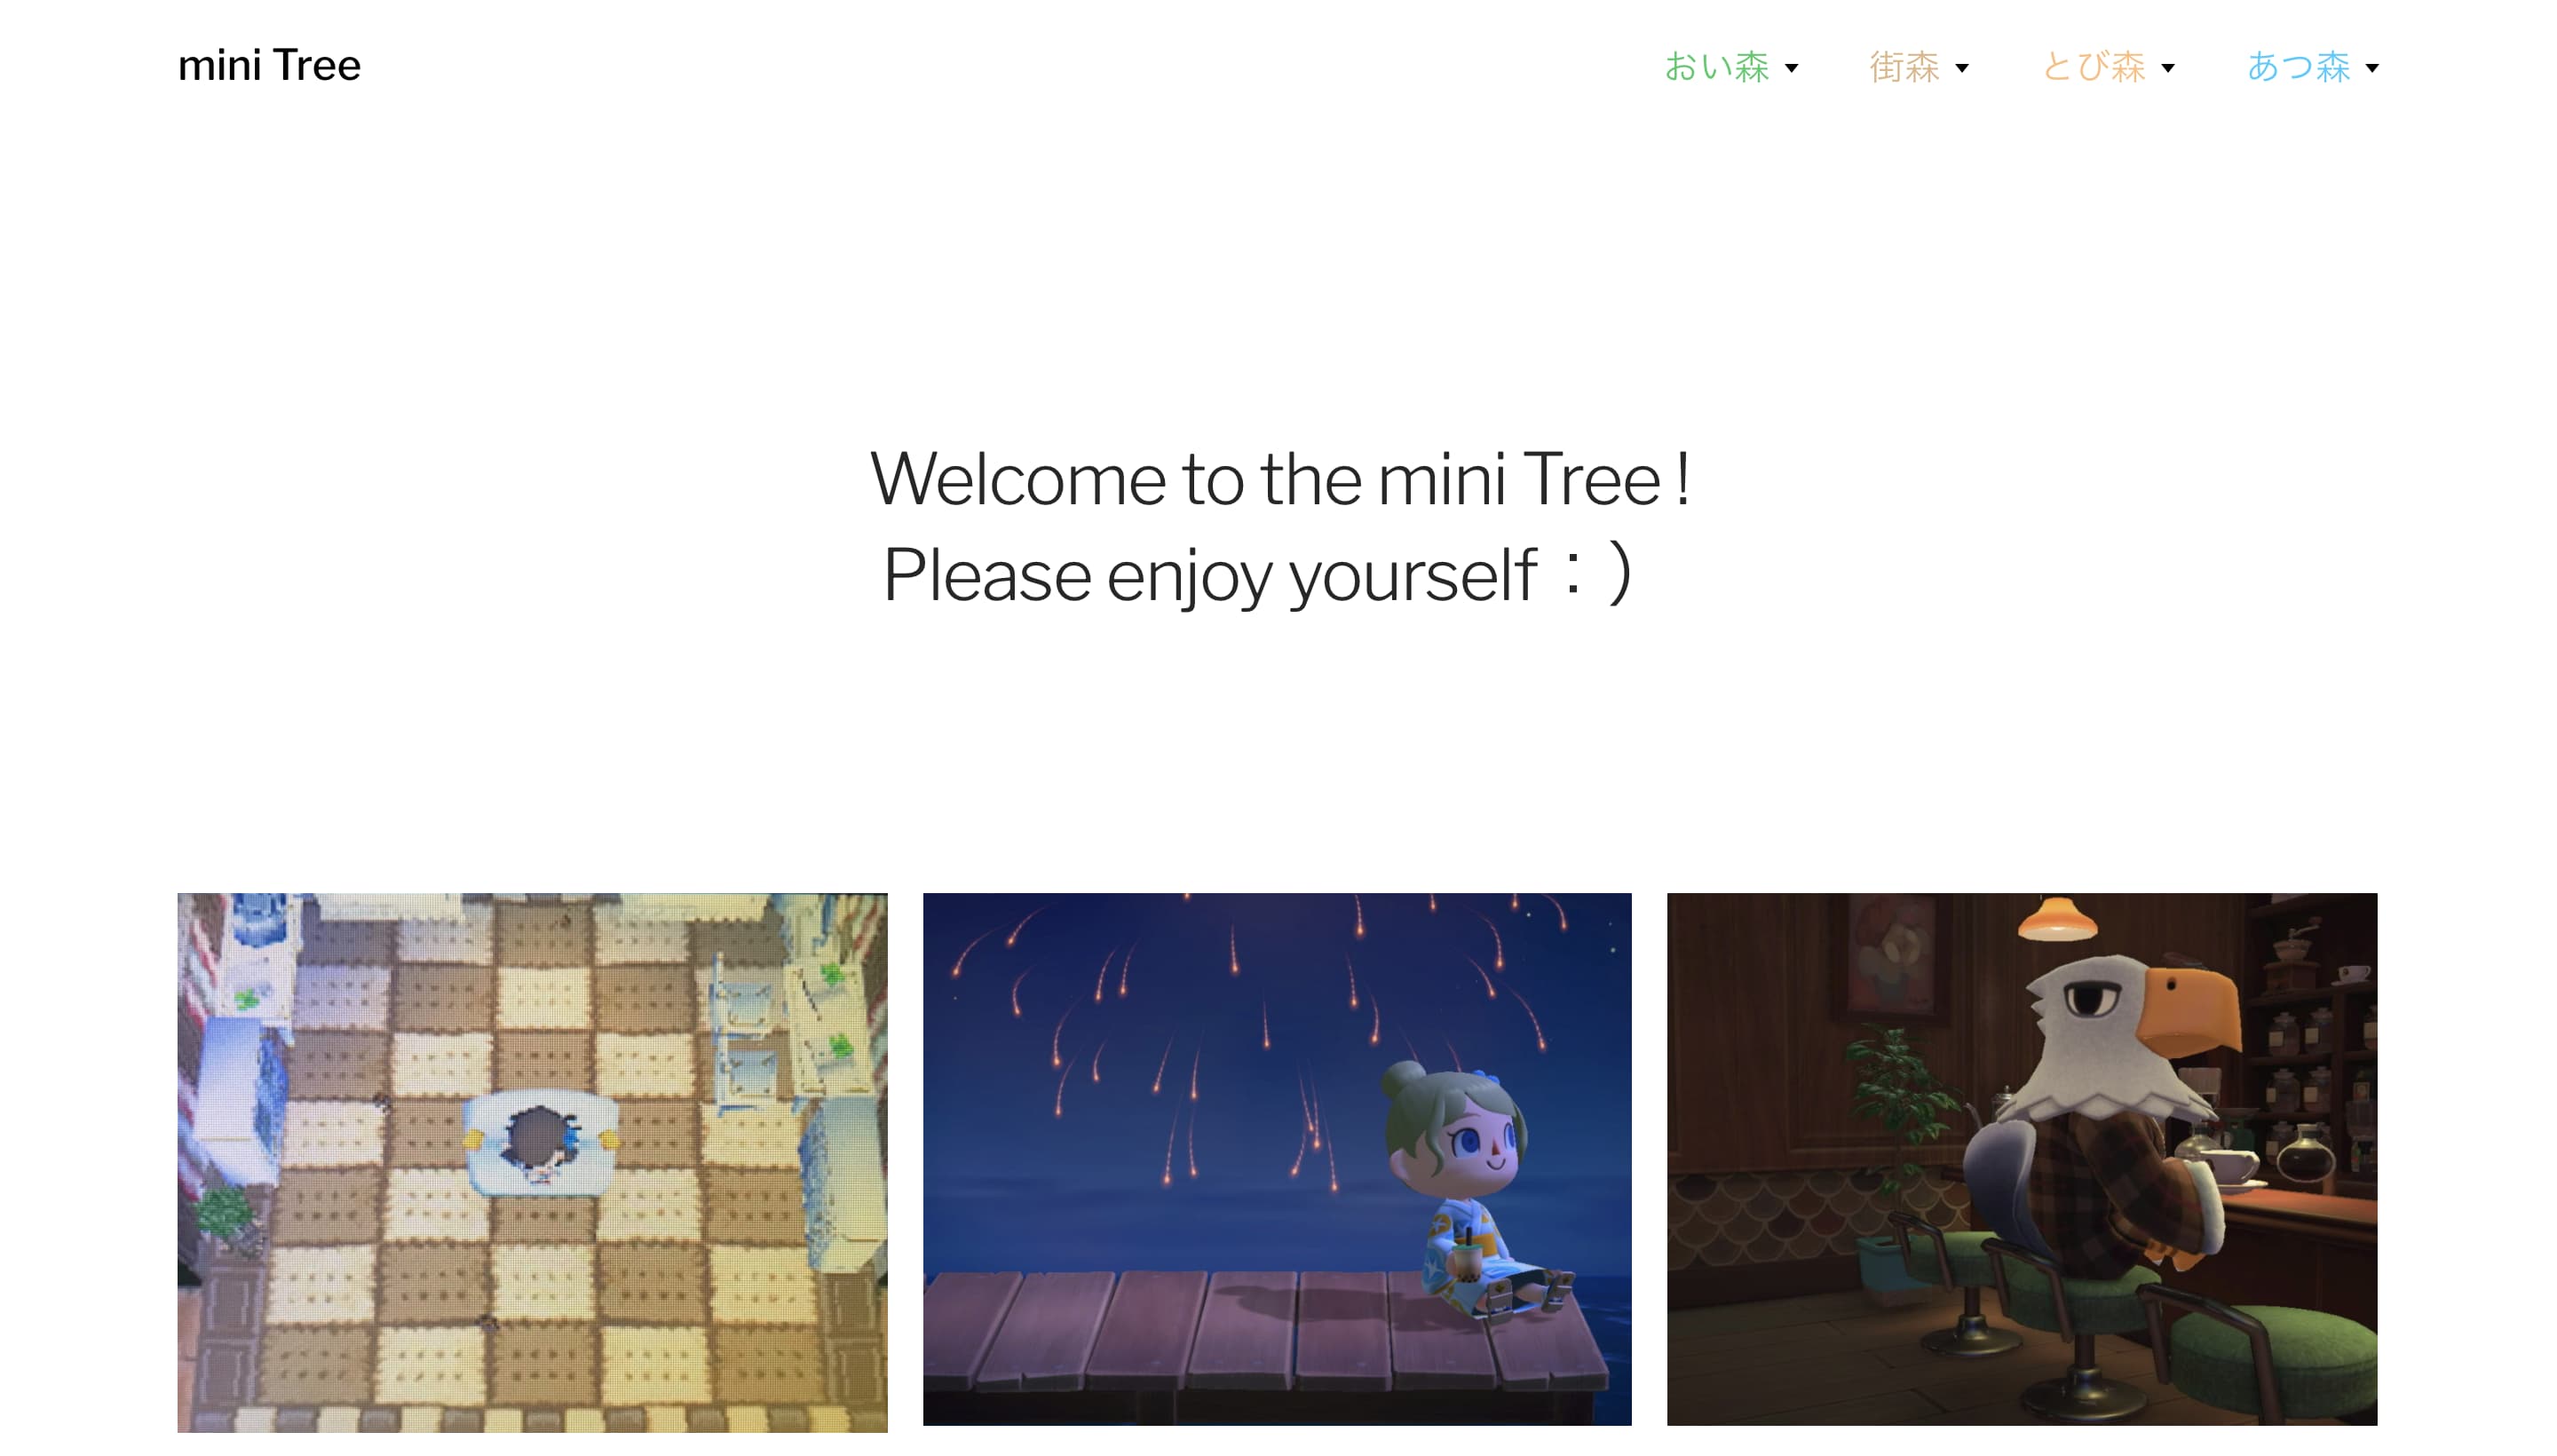 mini Tree
おい森 街森 とび森 あつ森
Welcome to the mini Tree !
Please enjoy yourself：）